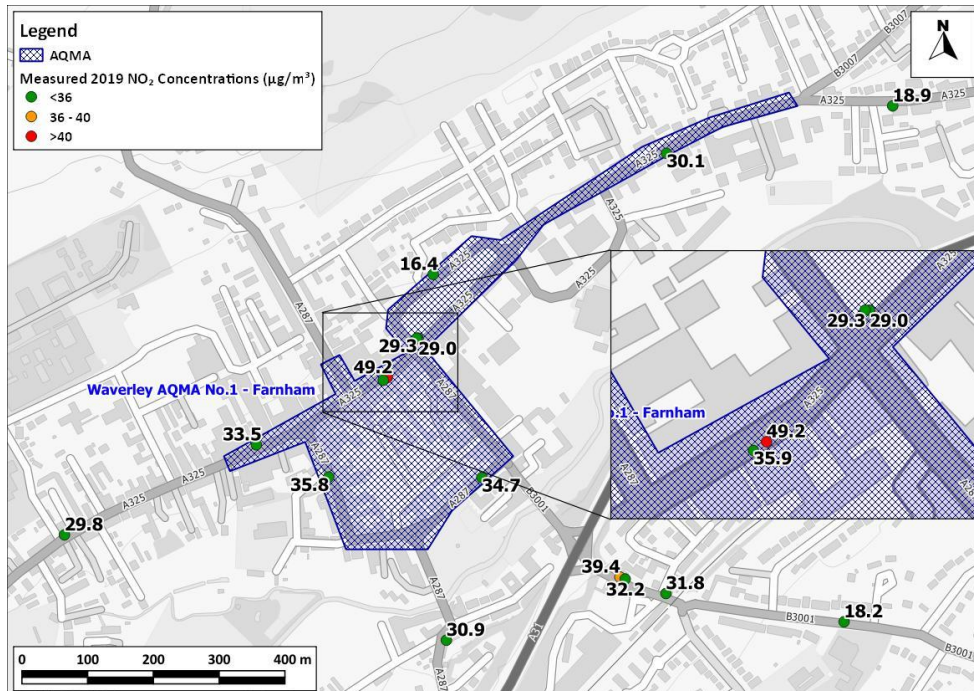 Legend
AQMA
Measured 2019 NO₂ Concentrations (µg/m³)
<36
36 - 40
>40
N
B3007
B3007
A325
A325
18.9
A325
30.1
A325
16.4
A325
A325
A325
A287
29.3
29.0
A325
29.3
29.0
49.2
A287
Waverley AQMA No.1 - Farnham
A325
o.1 - Farnham
49.2
35.9
33.5
A287
A287
35.8
34.7
A325
A287
B3001
29.8
39.4
32.2
31.8
18.2
A287
B3001
B3001
30.9
A31
A287
0 100 200 300 400 m